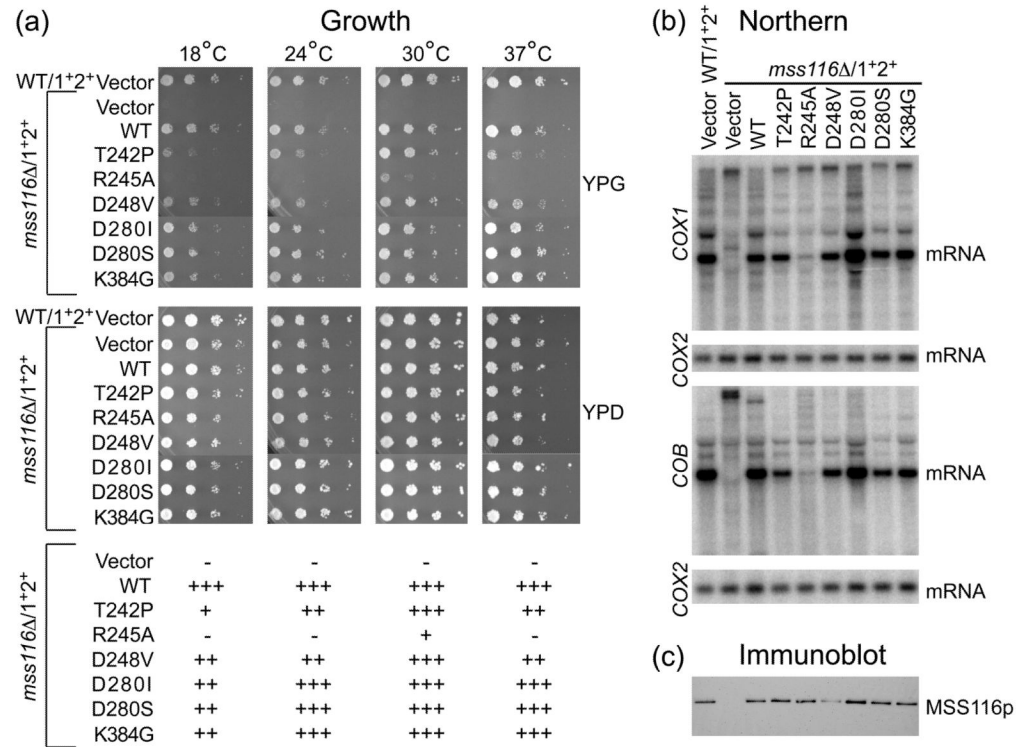 (a) Growth
18°C 24°C 30°C 37°C
WT/1+2+ Vector
mss116Δ/1+2+
Vector
WT
T242P
R245A
D248V
D280I
D280S
K384G
YPG
WT/1+2+ Vector
mss116Δ/1+2+
Vector
WT
T242P
R245A
D248V
D280I
D280S
K384G
YPD
mss116Δ/1+2+
Vector - - - -
WT +++ +++ +++ +++
T242P + ++ +++ ++
R245A - - + -
D248V ++ ++ +++ ++
D280I ++ +++ +++ +++
D280S ++ +++ +++ +++
K384G ++ +++ +++ +++
(b) Northern
WT/1+2+
mss116Δ/1+2+
Vector
Vector
WT
T242P
R245A
D248V
D280I
D280S
K384G
COX1
mRNA
COX2
mRNA
COB
mRNA
COX2
mRNA
(c) Immunoblot
MSS116p